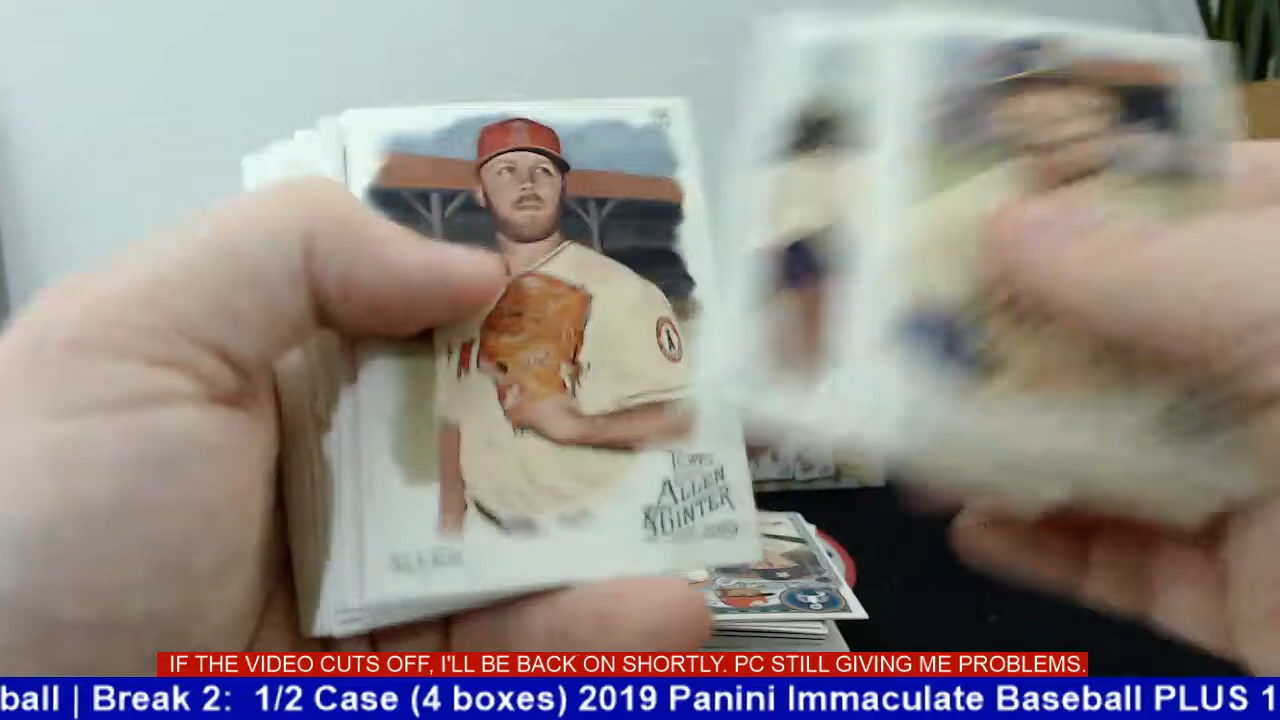 TOPPS
ALLEN
& GINTER
IF THE VIDEO CUTS OFF, I'LL BE BACK ON SHORTLY. PC STILL GIVING ME PROBLEMS.
ball | Break 2: 1/2 Case (4 boxes) 2019 Panini Immaculate Baseball PLUS 1